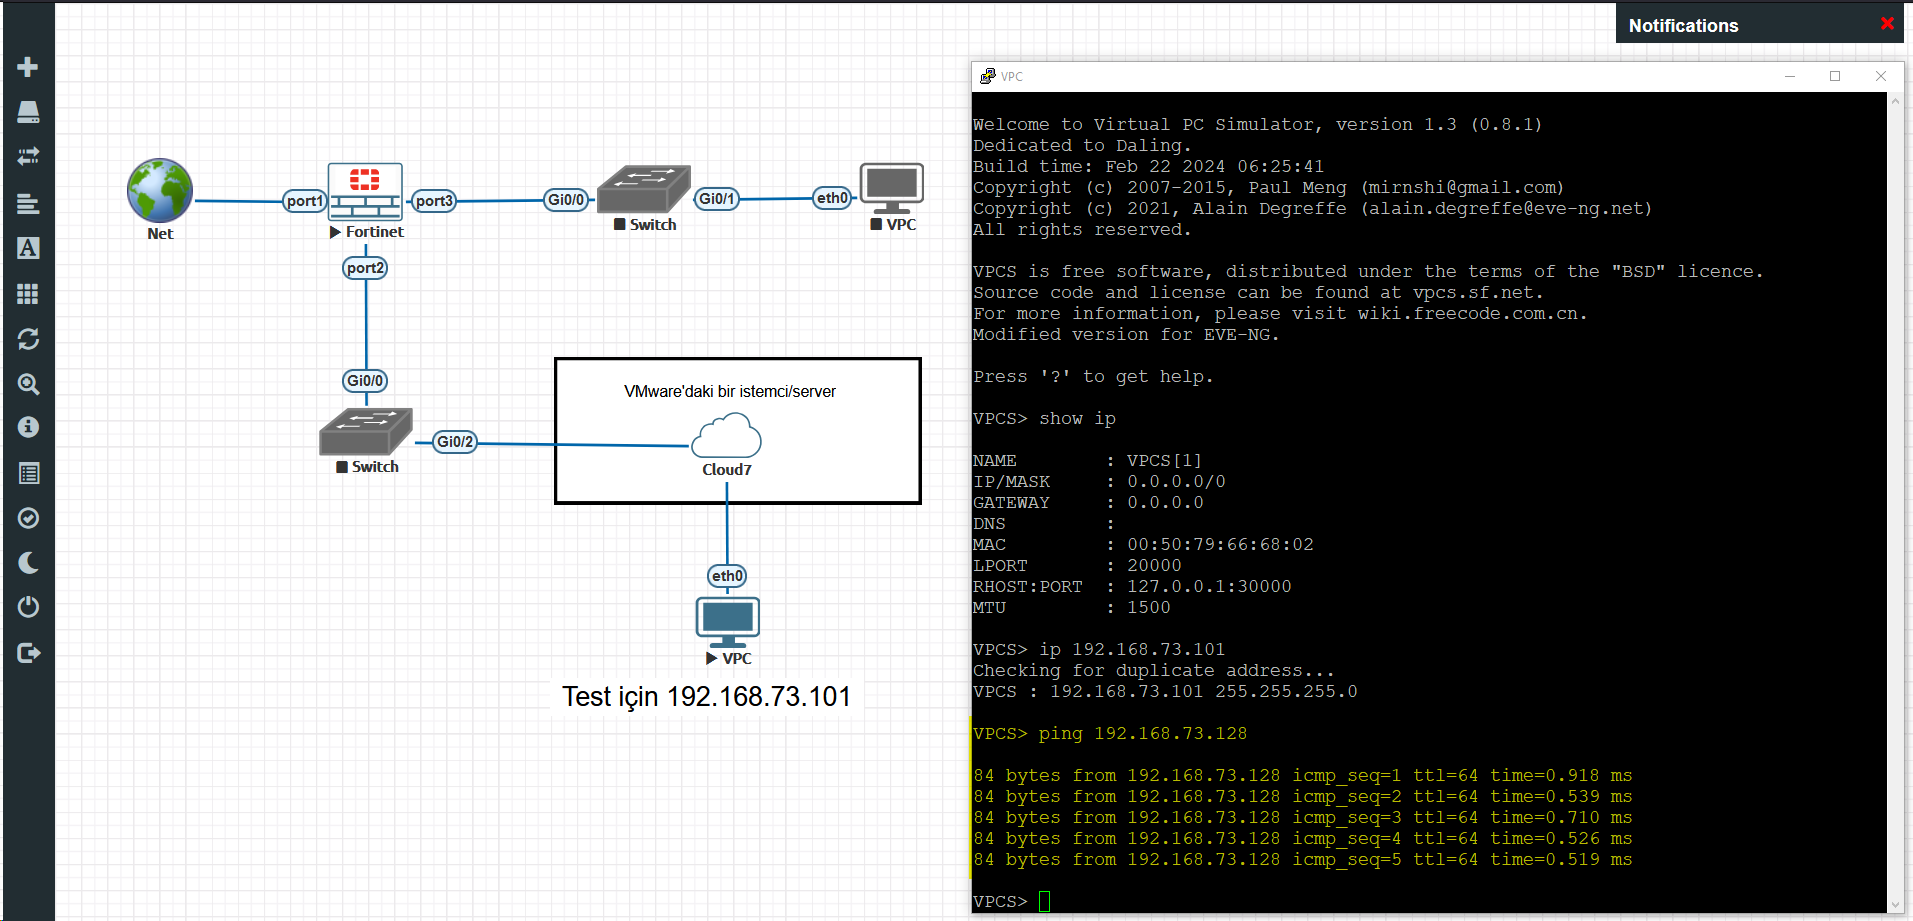 Notifications
Net
port1
Fortinet
port3
Gi0/0
Switch
Gi0/1
eth0
VPC
port2
Gi0/0
Switch
Gi0/2
VMware'daki bir istemci/server
Cloud7
eth0
VPC
Test için 192.168.73.101
VPC
Welcome to Virtual PC Simulator, version 1.3 (0.8.1)
Dedicated to Daling.
Build time: Feb 22 2024 06:25:41
Copyright (c) 2007-2015, Paul Meng (mirnshi@gmail.com)
Copyright (c) 2021, Alain Degreffe (alain.degreffe@eve-ng.net)
All rights reserved.
VPCS is free software, distributed under the terms of the "BSD" licence.
Source code and license can be found at vpcs.sf.net.
For more information, please visit wiki.freecode.com.cn.
Modified version for EVE-NG.
Press '?' to get help.
VPCS> show ip
NAME : VPCS[1]
IP/MASK : 0.0.0.0/0
GATEWAY : 0.0.0.0
DNS :
MAC : 00:50:79:66:68:02
LPORT : 20000
RHOST:PORT : 127.0.0.1:30000
MTU : 1500
VPCS> ip 192.168.73.101
Checking for duplicate address...
VPCS : 192.168.73.101 255.255.255.0
VPCS> ping 192.168.73.128
84 bytes from 192.168.73.128 icmp_seq=1 ttl=64 time=0.918 ms
84 bytes from 192.168.73.128 icmp_seq=2 ttl=64 time=0.539 ms
84 bytes from 192.168.73.128 icmp_seq=3 ttl=64 time=0.710 ms
84 bytes from 192.168.73.128 icmp_seq=4 ttl=64 time=0.526 ms
84 bytes from 192.168.73.128 icmp_seq=5 ttl=64 time=0.519 ms
VPCS>